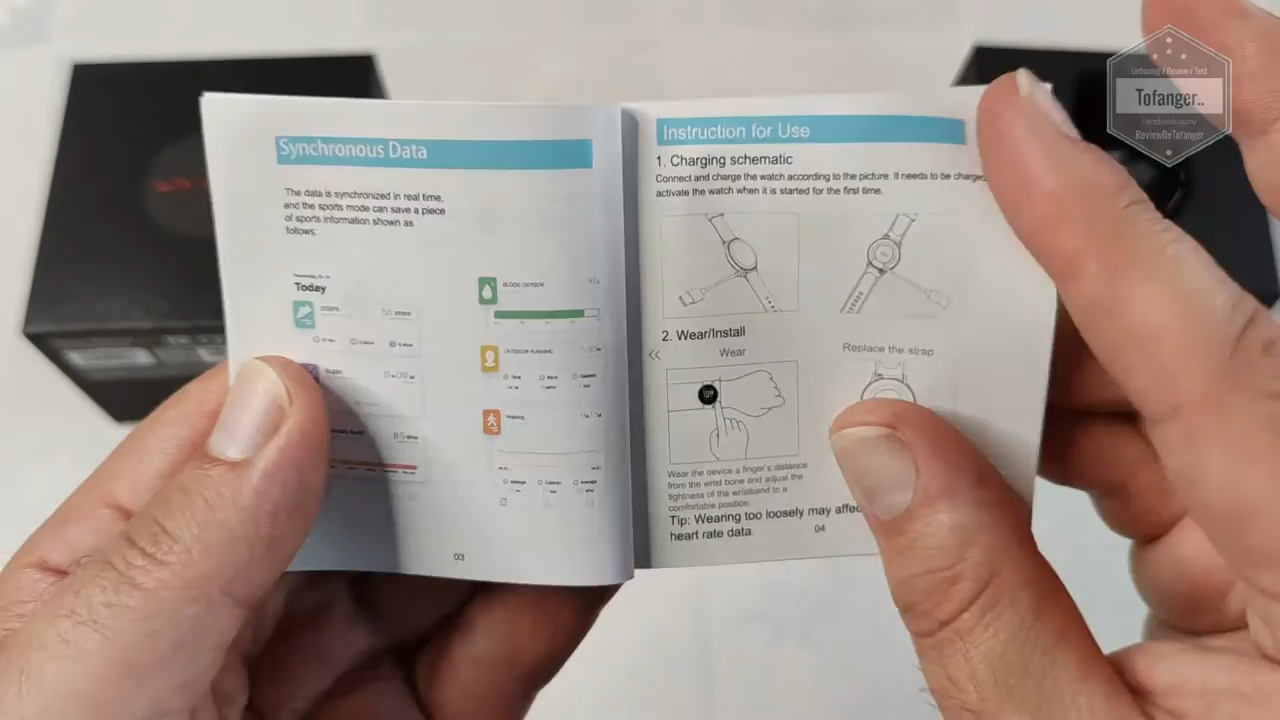 Unboxing / Review / Test
Tofanger..
Facebook.com/
ReviewDeTofanger
Synchronous Data
The data is synchronized in real time,
and the sports mode can save a piece
of sports information shown as
follows:
Today
STEPS
STEPS
SLEEP
85
BLOOD OXYGEN
OUTDOOR RUNNING
Walking
03
Instruction for Use
1. Charging schematic
Connect and charge the watch according to the picture. It needs to be charged
activate the watch when it is started for the first time.
2. Wear/Install
Wear
Replace the strap
Wear the device a finger's distance
from the wrist bone and adjust the
tightness of the wristband to a
comfortable position.
Tip: Wearing too loosely may
heart rate data.
04